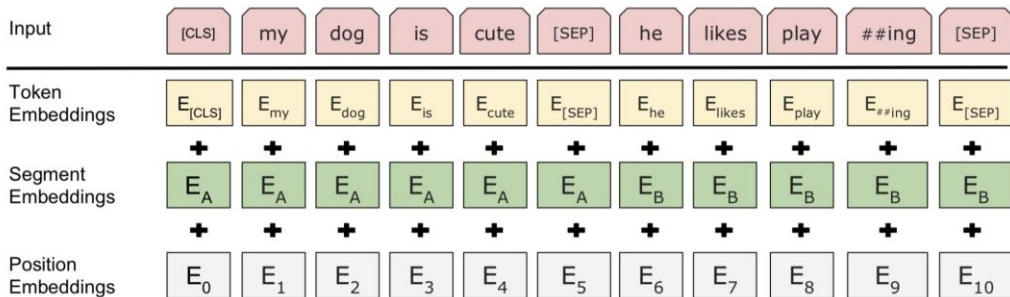 Input [CLS] my dog is cute [SEP] he likes play ##ing [SEP]
Token Embeddings E[CLS] Emy Edog Eis Ecute E[SEP] Ehe Elikes Eplay E##ing E[SEP]
+ + + + + + + + + + +
Segment Embeddings EA EA EA EA EA EA EB EB EB EB EB
+ + + + + + + + + + +
Position Embeddings E0 E1 E2 E3 E4 E5 E6 E7 E8 E9 E10